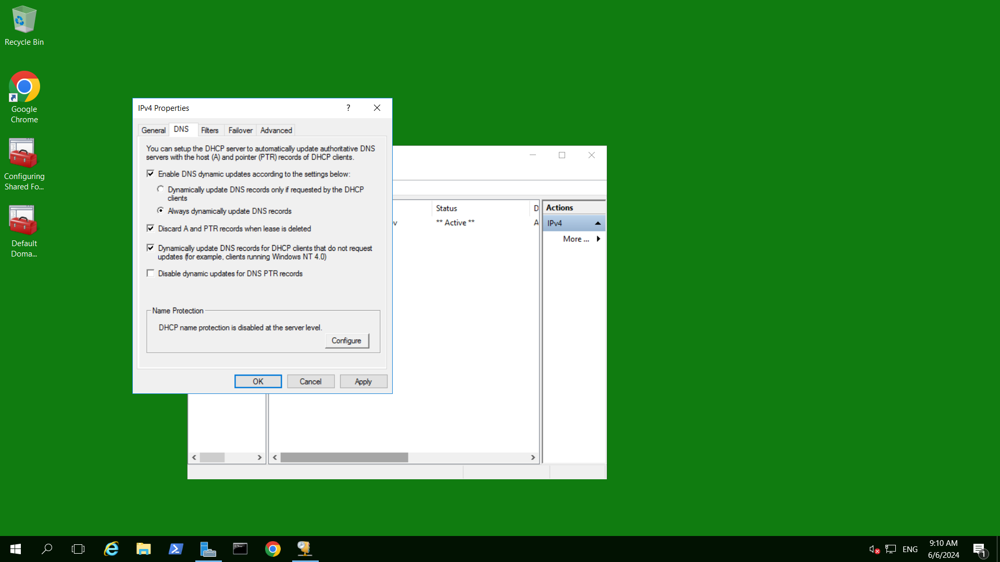 Recycle Bin
Google
Chrome
Configuring
Shared Fo...
Default
Doma...
IPv4 Properties
?
General
DNS
Filters
Failover
Advanced
You can setup the DHCP server to automatically update authoritative DNS
servers with the host (A) and pointer (PTR) records of DHCP clients.
Enable DNS dynamic updates according to the settings below:
Dynamically update DNS records only if requested by the DHCP
clients
Always dynamically update DNS records
Discard A and PTR records when lease is deleted
Dynamically update DNS records for DHCP clients that do not request
updates (for example, clients running Windows NT 4.0)
Disable dynamic updates for DNS PTR records
Name Protection
DHCP name protection is disabled at the server level.
Configure
OK
Cancel
Apply
Status
D
** Active **
A
Actions
IPv4
More ...
ENG
9:10 AM
6/6/2024
1